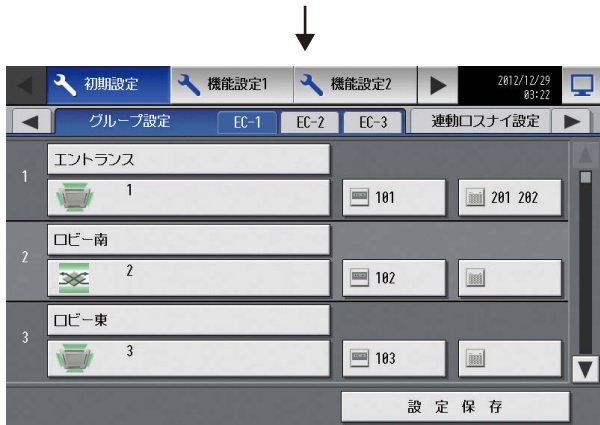 初期設定 機能設定1 機能設定2 2012/12/29
03:22
グループ設定 EC-1 EC-2 EC-3 連動ロスナイ設定
エントランス
1
1 101 201 202
ロビー南
2
2 102
ロビー東
3
3 103
設 定 保 存